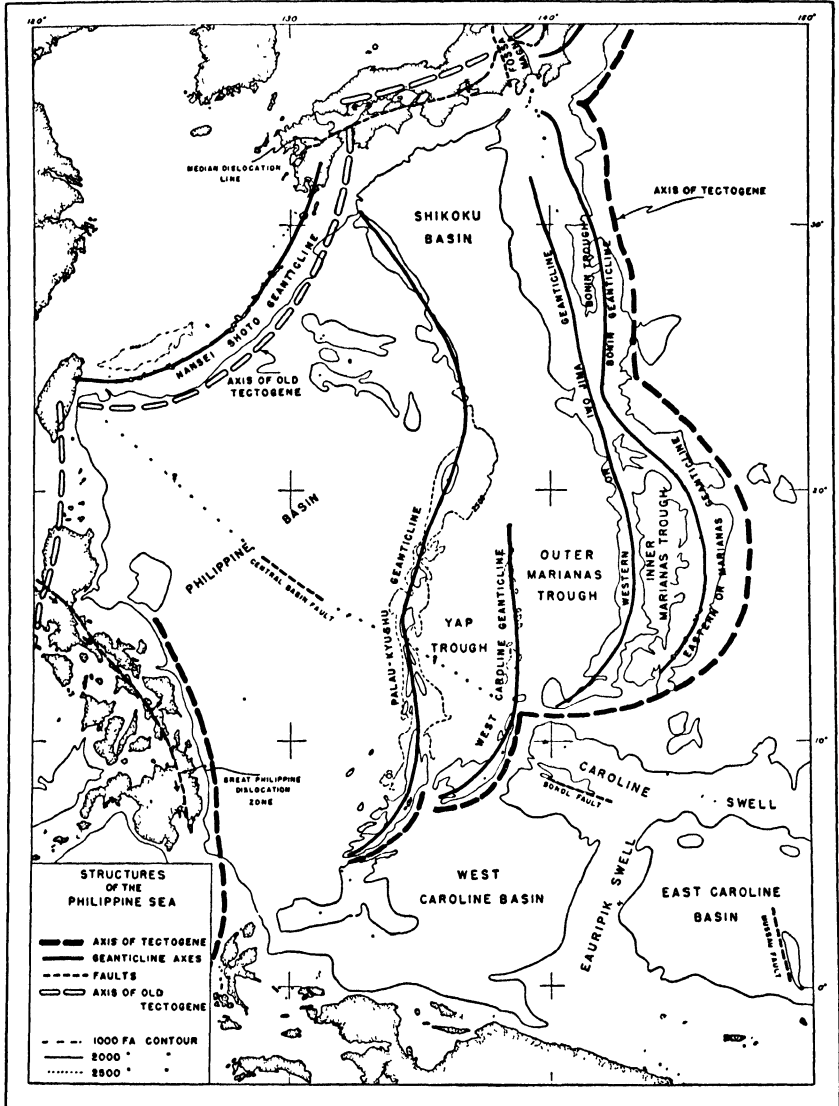 120°
130
140
150°
FOSSA
MAGNA
MEDIAN DISLOCATION
LINE
AXIS OF TECTOGENE
SHIKOKU
BASIN
NANSEI SHOTO GEANTICLINE
GEANTICLINE
BONIN TROUGH
BONIN GEANTICLINE
30°
AXIS OF OLD
TECTOGENE
IWO JIMA
OR
20°
2500
BASIN
PHILIPPINE
CENTRAL BASIN FAULT
GEANTICLINE
PALAU-KYUSHU
YAP
TROUGH
WEST CAROLINE GEANTICLINE
OUTER
MARIANAS
TROUGH
WESTERN
INNER
MARIANAS TROUGH
GEANTICLINE
EASTERN OR MARIANAS
10°
GREAT PHILIPPINE
DISLOCATION
ZONE
CAROLINE
SWELL
SOROL FAULT
WEST
CAROLINE BASIN
EAURIPIK SWELL
EAST CAROLINE
BASIN
MUSSAU FAULT
0°
STRUCTURES
OF THE
PHILIPPINE SEA
AXIS OF TECTOGENE
GEANTICLINE AXES
FAULTS
AXIS OF OLD
TECTOGENE
1000 FA CONTOUR
2000 " "
2500 " "